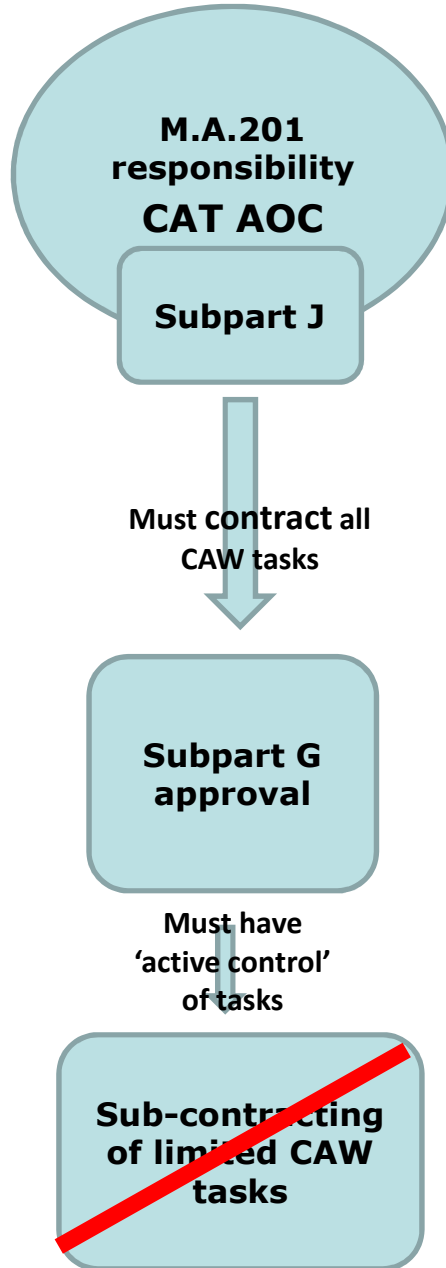 M.A.201
responsibility
CAT AOC
Subpart J
Must contract all
CAW tasks
Subpart G
approval
Must have
‘active control’
of tasks
Sub-contracting
of limited CAW
tasks